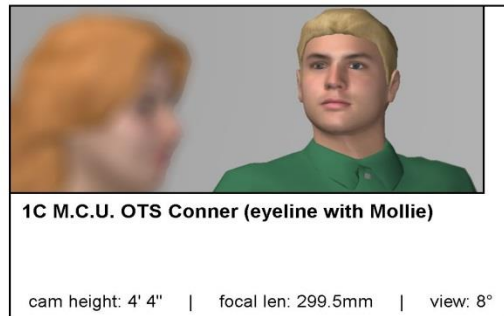 1C M.C.U. OTS Conner (eyeline with Mollie)
cam height: 4' 4" | focal len: 299.5mm | view: 8°